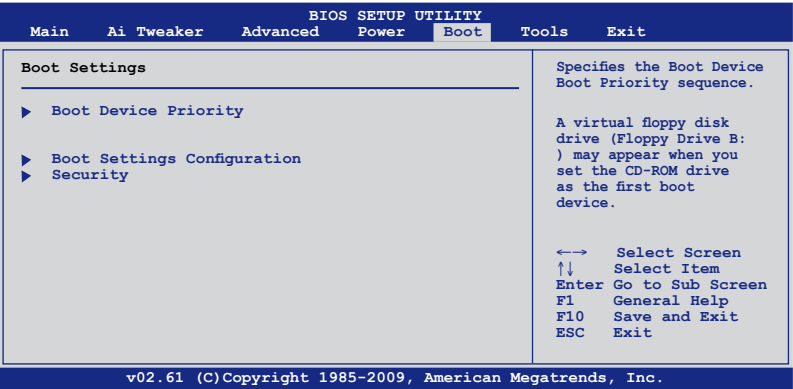 BIOS SETUP UTILITY
Main Ai Tweaker Advanced Power Boot Tools Exit
Boot Settings
Boot Device Priority
Boot Settings Configuration
Security
Specifies the Boot Device
Boot Priority sequence.
A virtual floppy disk
drive (Floppy Drive B:
) may appear when you
set the CD-ROM drive
as the first boot
device.
←→ Select Screen
↑↓ Select Item
Enter Go to Sub Screen
F1 General Help
F10 Save and Exit
ESC Exit
v02.61 (C)Copyright 1985-2009, American Megatrends, Inc.